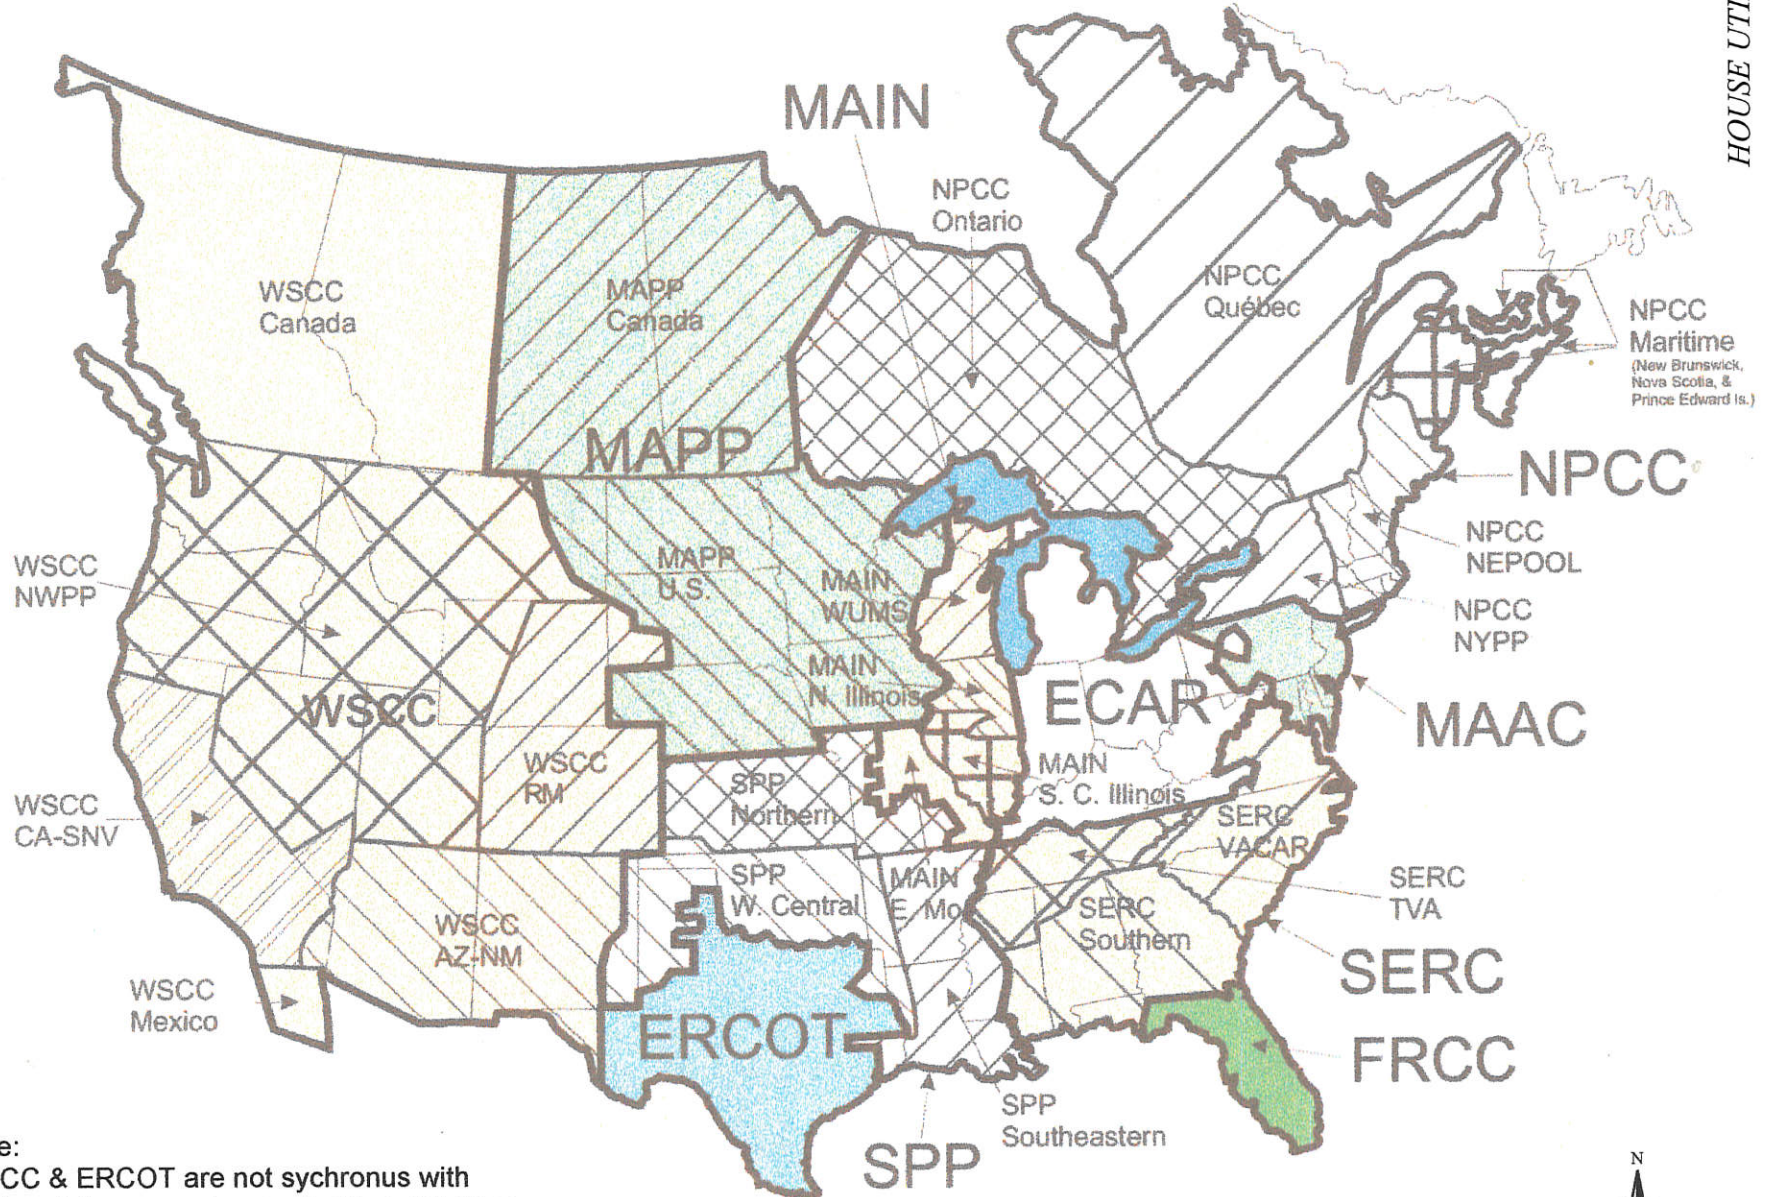 HOUSE UTI
MAIN
NPCC
Ontario
WSCC
Canada
MAPP
Canada
NPCC
Québec
NPCC
Maritime
(New Brunswick,
Nova Scotia, &
Prince Edward Is.)
MAPP
NPCC
NPCC
NEPOOL
WSCC
NWPP
MAPP
U.S.
MAIN
WUMS
NPCC
NYPP
MAIN
N. Illinois
WSCC
ECAR
MAAC
WSCC
RM
SPP
Northern
MAIN
S. C. Illinois
WSCC
CA-SNV
SERC
VACAR
SPP
W. Central
MAIN
E. Mo
SERC
TVA
WSCC
AZ-NM
SERC
Southern
SERC
WSCC
Mexico
ERCOT
FRCC
SPP
Southeastern
SPP
e:
CC & ERCOT are not sychronus with
N